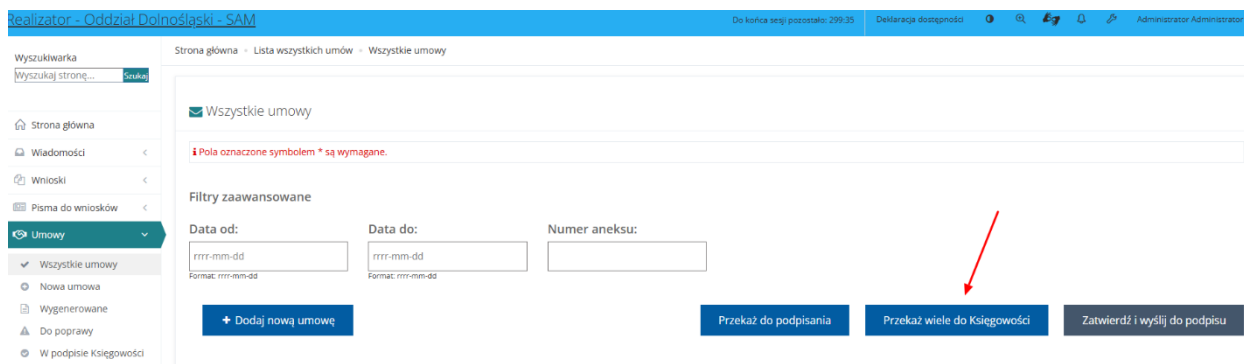 Realizator - Oddział Dolnośląski - SAM
Do końca sesji pozostało: 299:35
Deklaracja dostępności
Administrator Administrator
Wyszukiwarka
Wyszukaj stronę...
Szukaj
Strona główna
Wiadomości
Wnioski
Pisma do wniosków
Umowy
Wszystkie umowy
Nowa umowa
Wygenerowane
Do poprawy
W podpisie Księgowości
Strona główna Lista wszystkich umów Wszystkie umowy
Wszystkie umowy
Pola oznaczone symbolem * są wymagane.
Filtry zaawansowane
Data od:
Data do:
Numer aneksu:
rrrr-mm-dd
rrrr-mm-dd
Format: rrrr-mm-dd
Format: rrrr-mm-dd
+ Dodaj nową umowę
Przekaż do podpisania
Przekaż wiele do Księgowości
Zatwierdź i wyślij do podpisu